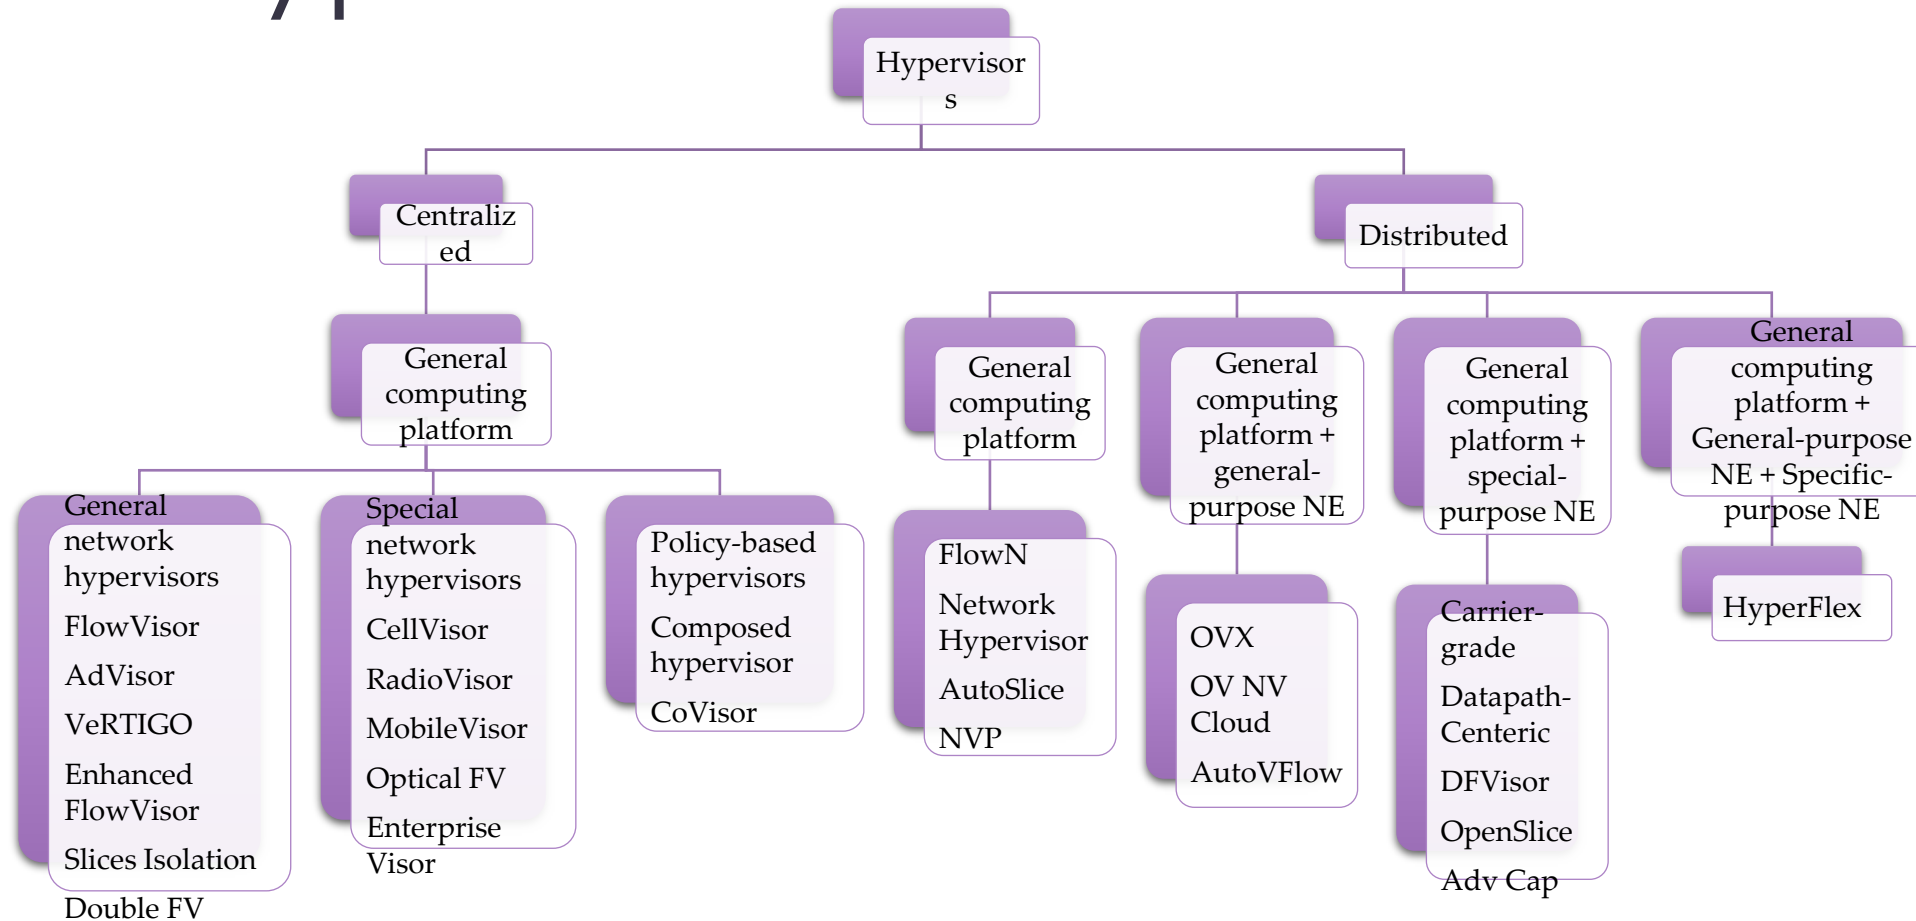 Hypervisor
s
Centraliz
ed
Distributed
General
computing
platform
General
computing
platform
General
computing
platform +
general-
purpose NE
General
computing
platform +
special-
purpose NE
General
computing
platform +
General-purpose
NE + Specific-
purpose NE
General
network
hypervisors
FlowVisor
AdVisor
VeRTIGO
Enhanced
FlowVisor
Slices Isolation
Double FV
Special
network
hypervisors
CellVisor
RadioVisor
MobileVisor
Optical FV
Enterprise
Visor
Policy-based
hypervisors
Composed
hypervisor
CoVisor
FlowN
Network
Hypervisor
AutoSlice
NVP
OVX
OV NV
Cloud
AutoVFlow
Carrier-
grade
Datapath-
Centeric
DFVisor
OpenSlice
Adv Cap
HyperFlex